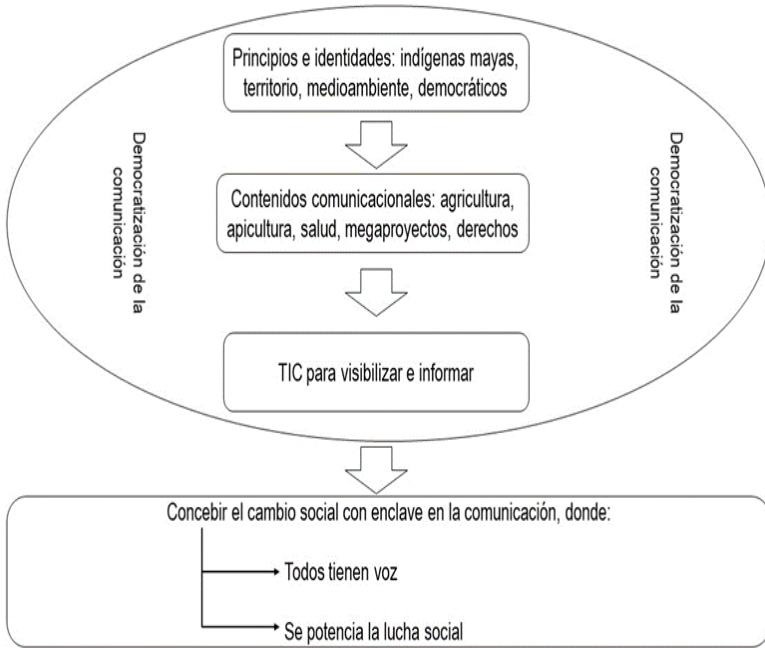 Principios e identidades: indígenas mayas,
territorio, medioambiente, democráticos
Democratización de la
comunicación
Democratización de la
comunicación
Contenidos comunicacionales: agricultura,
apicultura, salud, megaproyectos, derechos
TIC para visibilizar e informar
Concebir el cambio social con enclave en la comunicación, donde:
Todos tienen voz
Se potencia la lucha social